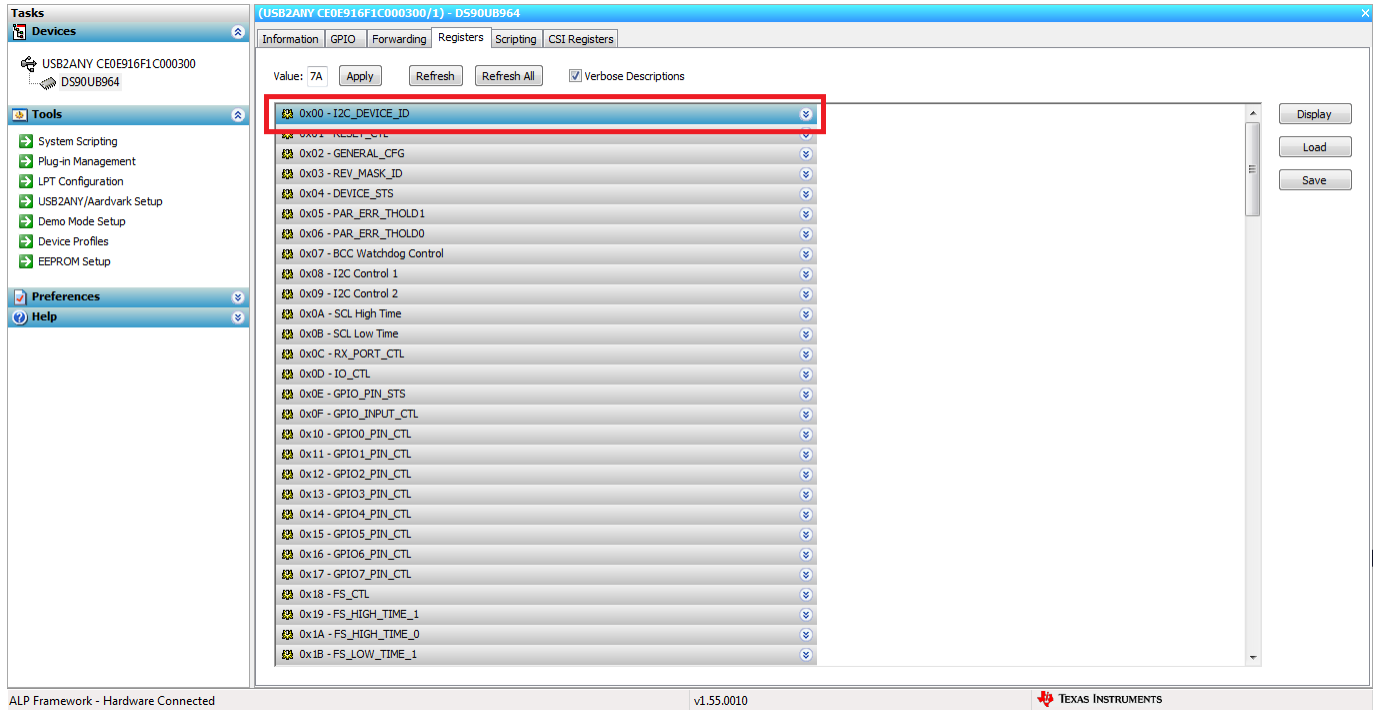 Tasks
Devices
USB2ANY CE0E916F1C000300
DS90UB964
Tools
System Scripting
Plug-in Management
LPT Configuration
USB2ANY/Aardvark Setup
Demo Mode Setup
Device Profiles
EEPROM Setup
Preferences
Help
(USB2ANY CE0E916F1C000300/1) - DS90UB964
Information GPIO Forwarding Registers Scripting CSI Registers
Value: 7A Apply Refresh Refresh All Verbose Descriptions
0x00 - I2C_DEVICE_ID
0x01 - RESET_CTL
0x02 - GENERAL_CFG
0x03 - REV_MASK_ID
0x04 - DEVICE_STS
0x05 - PAR_ERR_THOLD1
0x06 - PAR_ERR_THOLD0
0x07 - BCC Watchdog Control
0x08 - I2C Control 1
0x09 - I2C Control 2
0x0A - SCL High Time
0x0B - SCL Low Time
0x0C - RX_PORT_CTL
0x0D - IO_CTL
0x0E - GPIO_PIN_STS
0x0F - GPIO_INPUT_CTL
0x10 - GPIO0_PIN_CTL
0x11 - GPIO1_PIN_CTL
0x12 - GPIO2_PIN_CTL
0x13 - GPIO3_PIN_CTL
0x14 - GPIO4_PIN_CTL
0x15 - GPIO5_PIN_CTL
0x16 - GPIO6_PIN_CTL
0x17 - GPIO7_PIN_CTL
0x18 - FS_CTL
0x19 - FS_HIGH_TIME_1
0x1A - FS_HIGH_TIME_0
0x1B - FS_LOW_TIME_1
Display
Load
Save
ALP Framework - Hardware Connected
v1.55.0010
TEXAS INSTRUMENTS